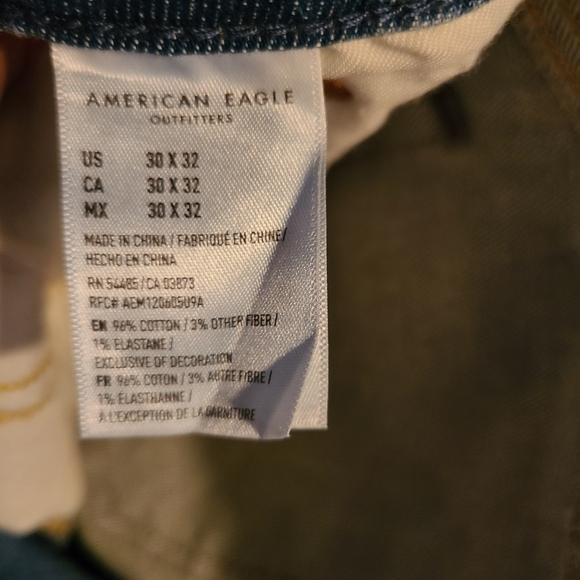 AMERICAN EAGLE
OUTFITTERS
US 30 X 32
CA 30 X 32
MX 30 X 32
MADE IN CHINA / FABRIQUÉ EN CHINE/
HECHO EN CHINA
RN 54485/CA 03873
RFC# AEM120605U9A
EN 96% COTTON / 3% OTHER FIBER /
1% ELASTANE /
EXCLUSIVE OF DECORATION
FR 96% COTON / 3% AUTRE FIBRE /
1% ELASTHANNE /
A L'EXCEPTION DE LA GARNITURE